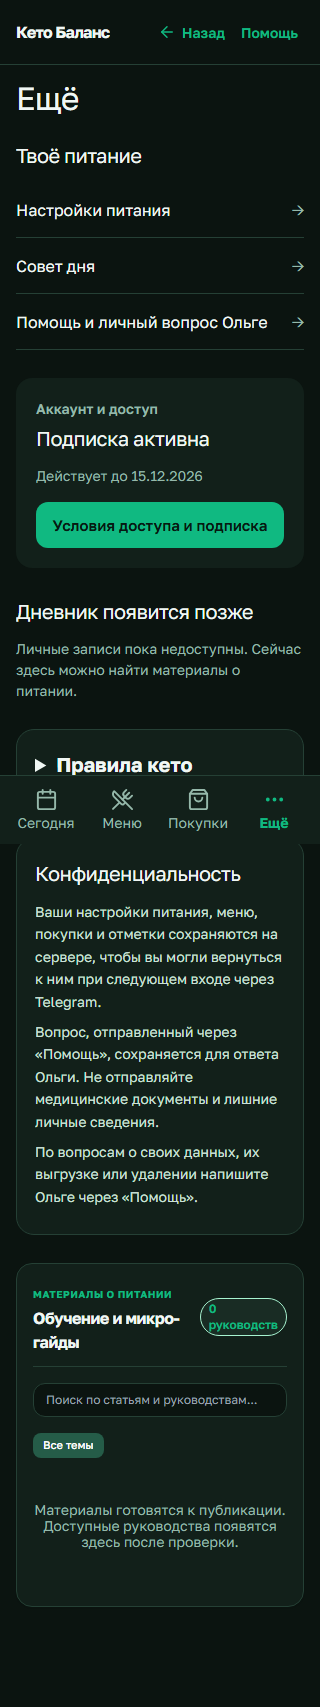 Кето Баланс
← Назад Помощь
Ещё
Твоё питание
Настройки питания →
Совет дня →
Помощь и личный вопрос Ольге →
Аккаунт и доступ
Подписка активна
Действует до 15.12.2026
Условия доступа и подписка
Дневник появится позже
Личные записи пока недоступны. Сейчас
здесь можно найти материалы о
питании.
▶ Правила кето
Сегодня Меню Покупки Ещё
Конфиденциальность
Ваши настройки питания, меню,
покупки и отметки сохраняются на
сервере, чтобы вы могли вернуться
к ним при следующем входе через
Telegram.
Вопрос, отправленный через
«Помощь», сохраняется для ответа
Ольги. Не отправляйте
медицинские документы и лишние
личные сведения.
По вопросам о своих данных, их
выгрузке или удалении напишите
Ольге через «Помощь».
МАТЕРИАЛЫ О ПИТАНИИ
Обучение и микро-
гайды
0
руководств
Поиск по статьям и руководствам...
Все темы
Материалы готовятся к публикации.
Доступные руководства появятся
здесь после проверки.